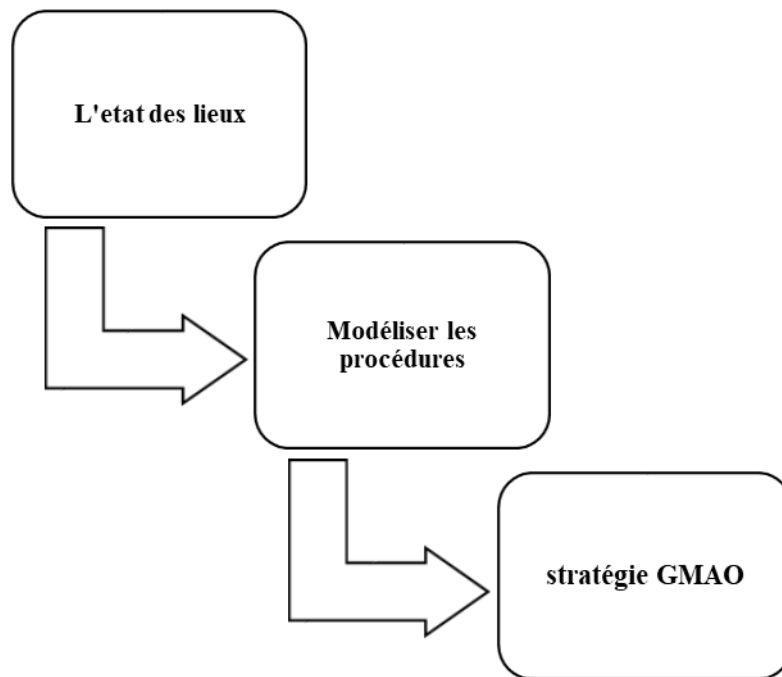 L'etat des lieux
Modéliser les
procédures
stratégie GMAO